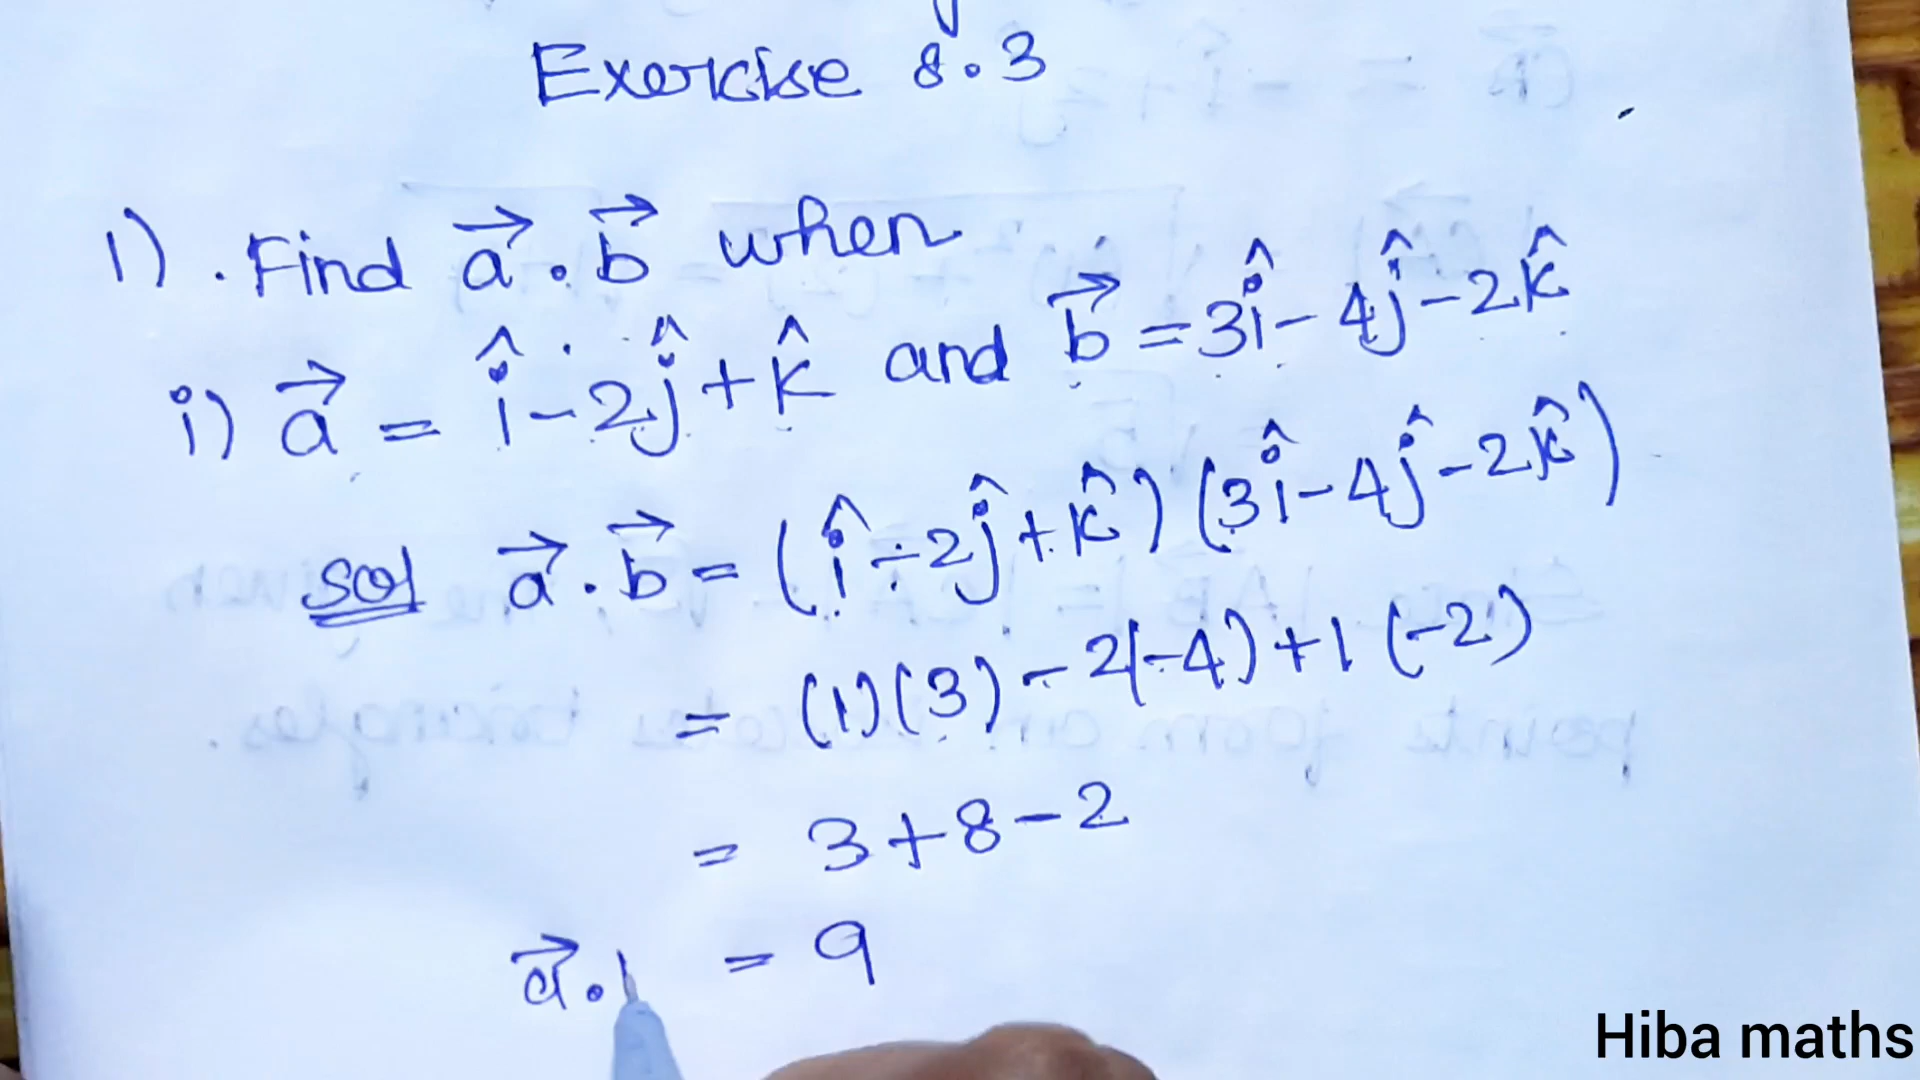 Exercise 8.3
1). Find a⃗ . b⃗ when
i) a⃗ = î - 2ĵ + k̂ and b⃗ = 3î - 4ĵ - 2k̂
Sol a⃗ . b⃗ = (î - 2ĵ + k̂) (3î - 4ĵ - 2k̂)
= (1)(3) - 2(-4) + 1 (-2)
= 3 + 8 - 2
a⃗ . = 9
Hiba maths